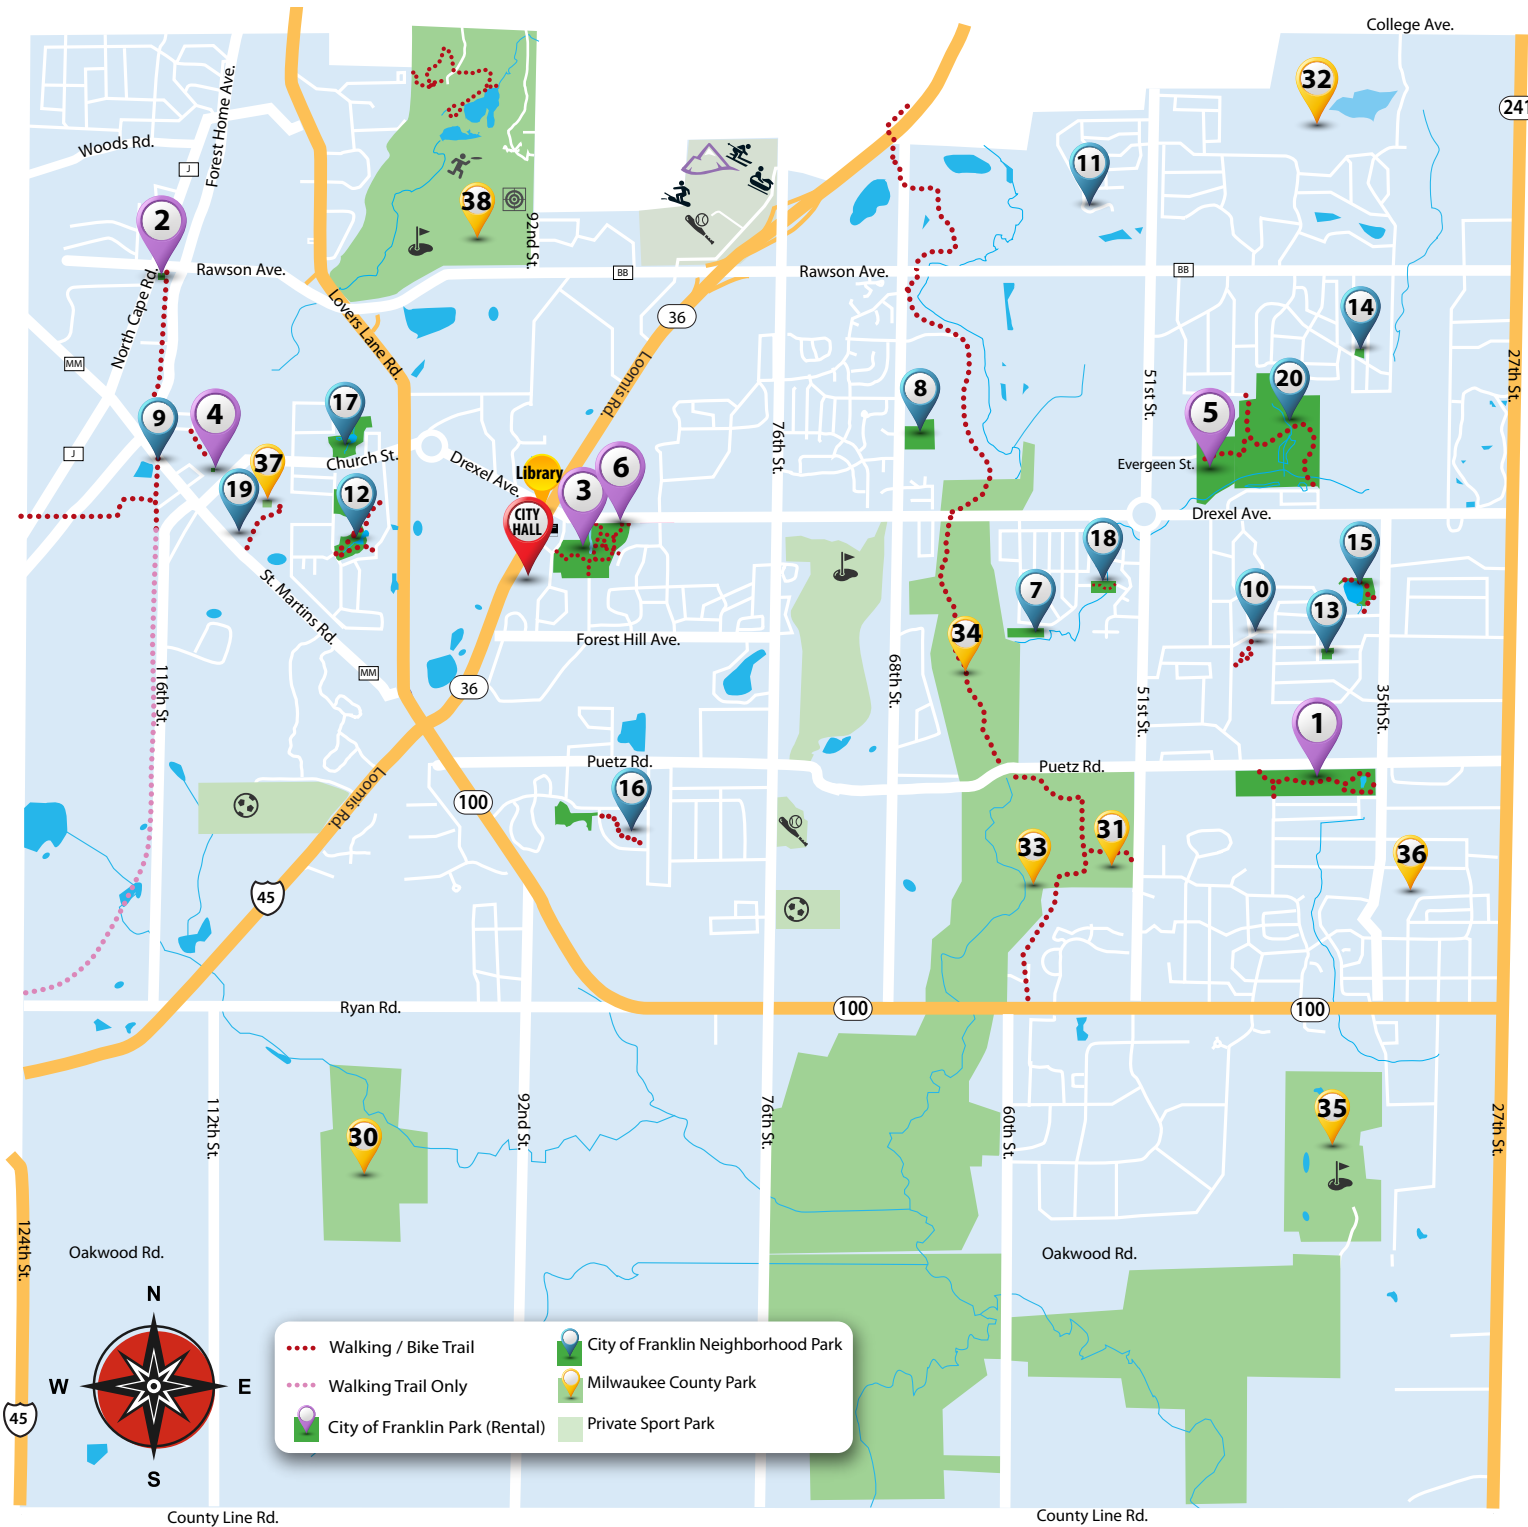 College Ave.
32
241
Woods Rd.
Forest Home Ave.
J
11
2
38
92nd St.
Rawson Ave.
BB
Rawson Ave.
BB
North Cape Rd.
Lovers Lane Rd.
36
14
MM
Loomis Rd.
27th St.
51st St.
20
8
17
9
4
5
76th St.
J
37
Church St.
Drexel Ave.
Library
6
Evergeen St.
19
12
3
CITY
HALL
Drexel Ave.
18
15
7
10
13
St. Martins Rd.
Forest Hill Ave.
34
MM
36
116th St.
68th St.
51st St.
35th St.
1
Puetz Rd.
Puetz Rd.
16
Loomis Rd.
100
31
33
36
45
Ryan Rd.
100
100
112th St.
92nd St.
76th St.
60th St.
35
27th St.
30
124th St.
Oakwood Rd.
Oakwood Rd.
N
W
E
S
45
Walking / Bike Trail
City of Franklin Neighborhood Park
Walking Trail Only
Milwaukee County Park
City of Franklin Park (Rental)
Private Sport Park
County Line Rd.
County Line Rd.